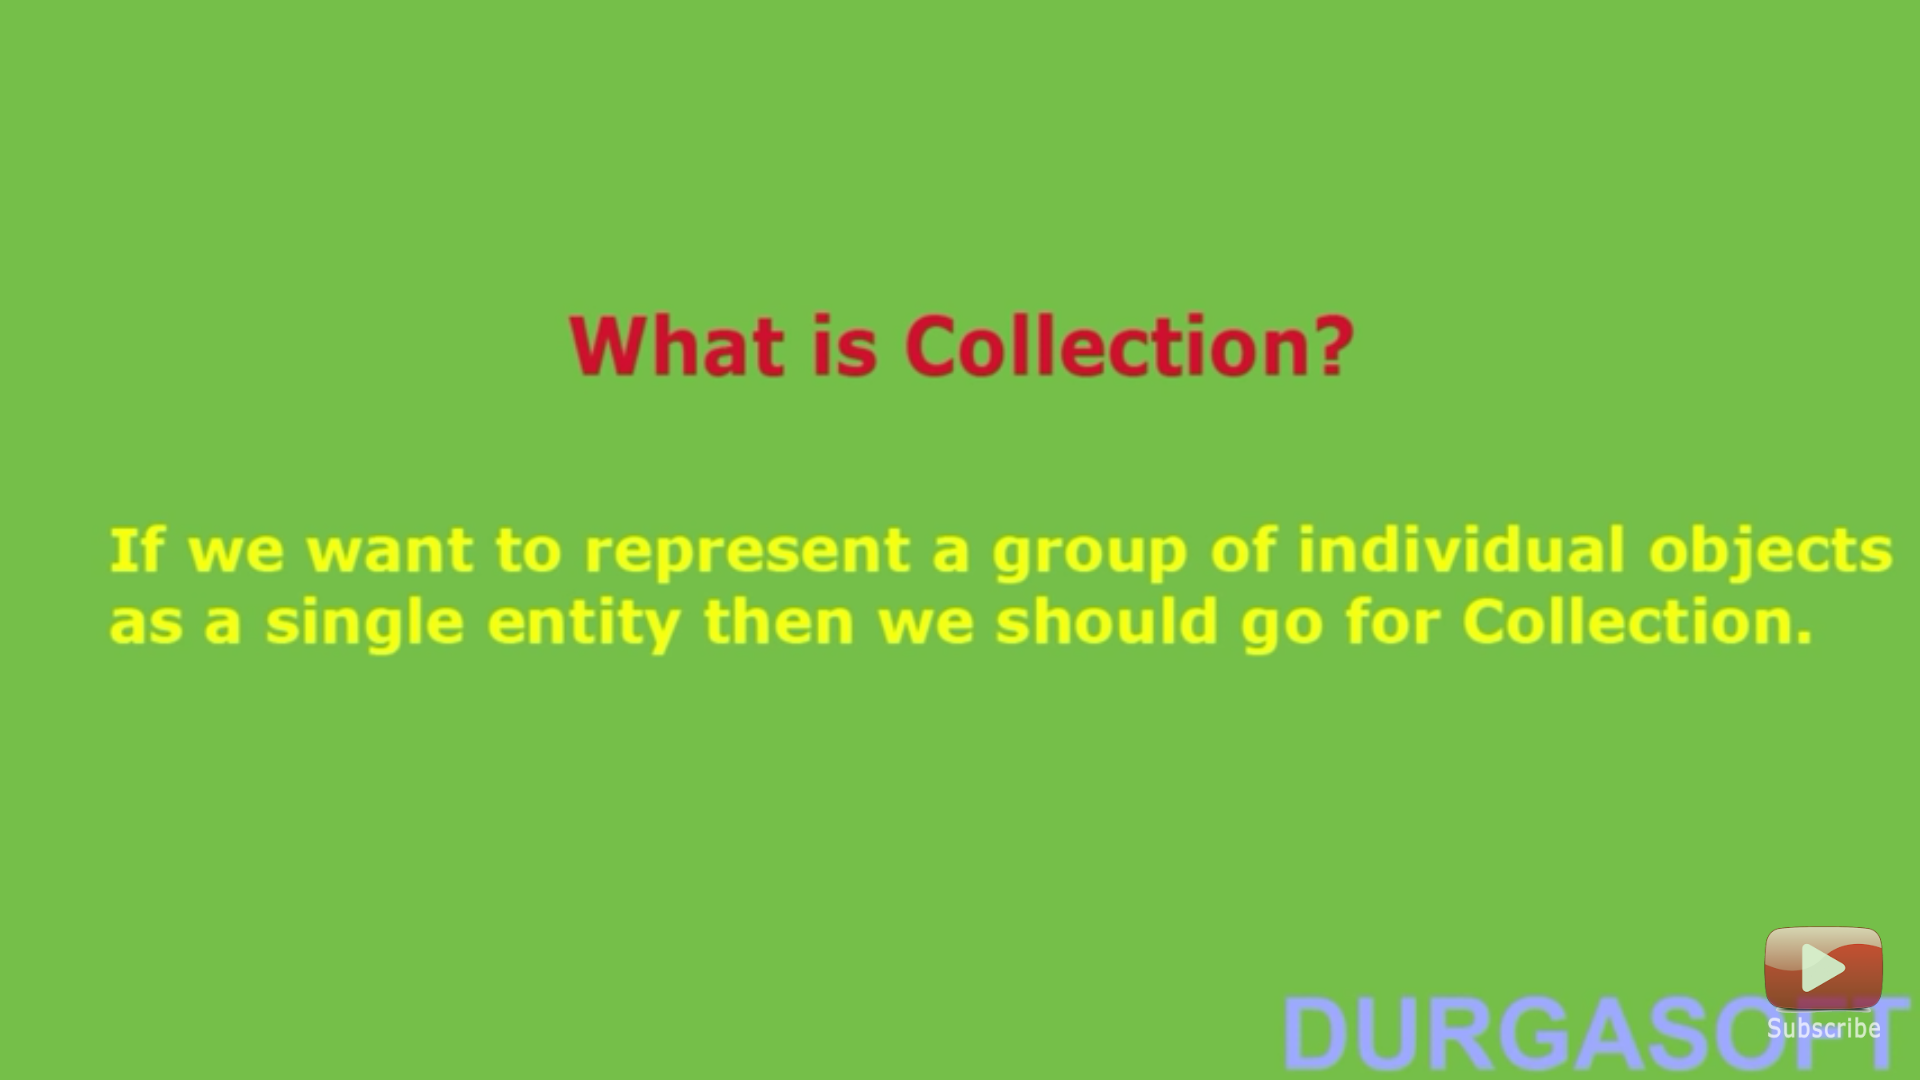 What is Collection?
If we want to represent a group of individual objects
as a single entity then we should go for Collection.
DURGASOFT
Subscribe